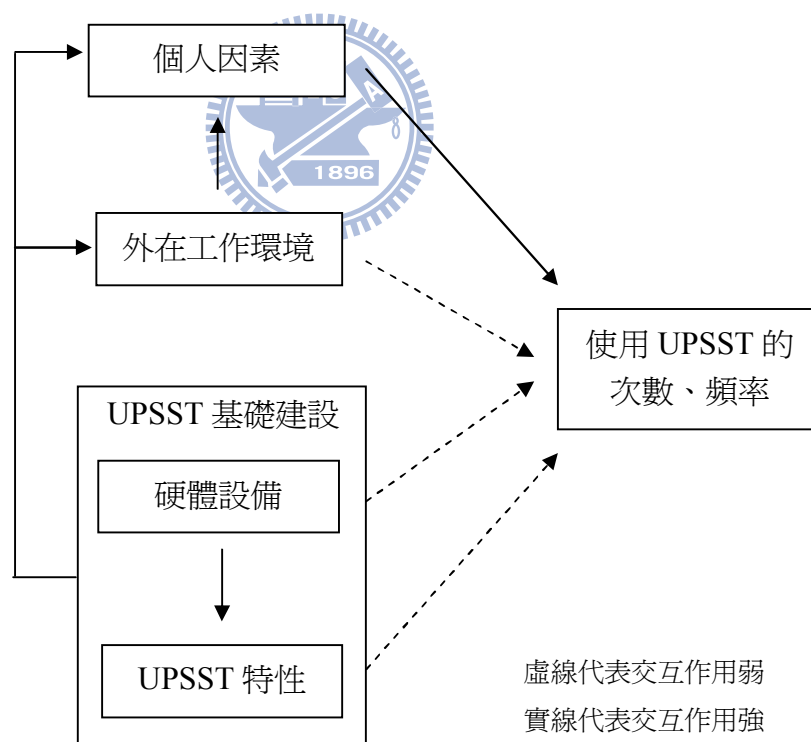 個人因素
1896
外在工作環境
使用 UPSST 的
次數、頻率
UPSST 基礎建設
硬體設備
UPSST 特性
虛線代表交互作用弱
實線代表交互作用強